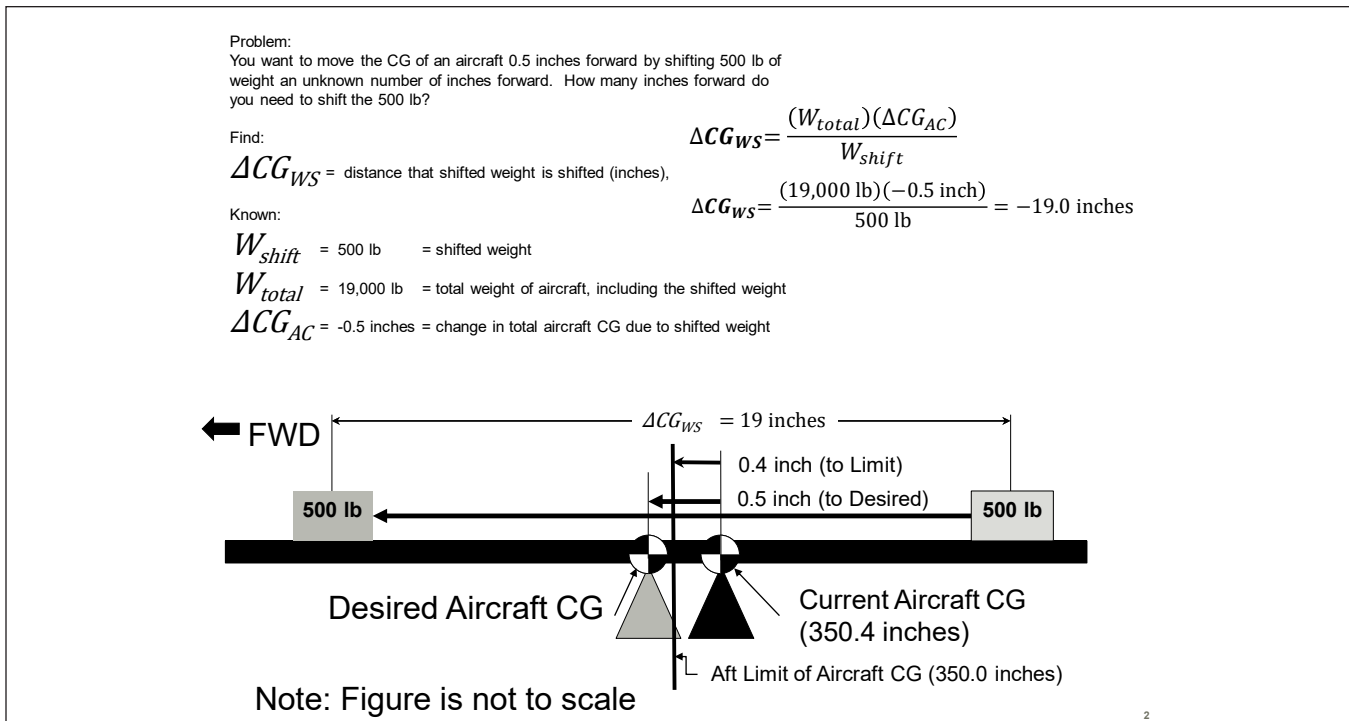 Problem:
You want to move the CG of an aircraft 0.5 inches forward by shifting 500 lb of
weight an unknown number of inches forward.  How many inches forward do
you need to shift the 500 lb?
Find:
ΔCG_WS = distance that shifted weight is shifted (inches),
Known:
W_shift = 500 lb = shifted weight
W_total = 19,000 lb = total weight of aircraft, including the shifted weight
ΔCG_AC = -0.5 inches = change in total aircraft CG due to shifted weight
ΔCG_WS = (W_total)(ΔCG_AC) / W_shift
ΔCG_WS = (19,000 lb)(−0.5 inch) / 500 lb = −19.0 inches
FWD
ΔCG_WS = 19 inches
0.4 inch (to Limit)
0.5 inch (to Desired)
500 lb
500 lb
Desired Aircraft CG
Current Aircraft CG
(350.4 inches)
Aft Limit of Aircraft CG (350.0 inches)
Note: Figure is not to scale
2